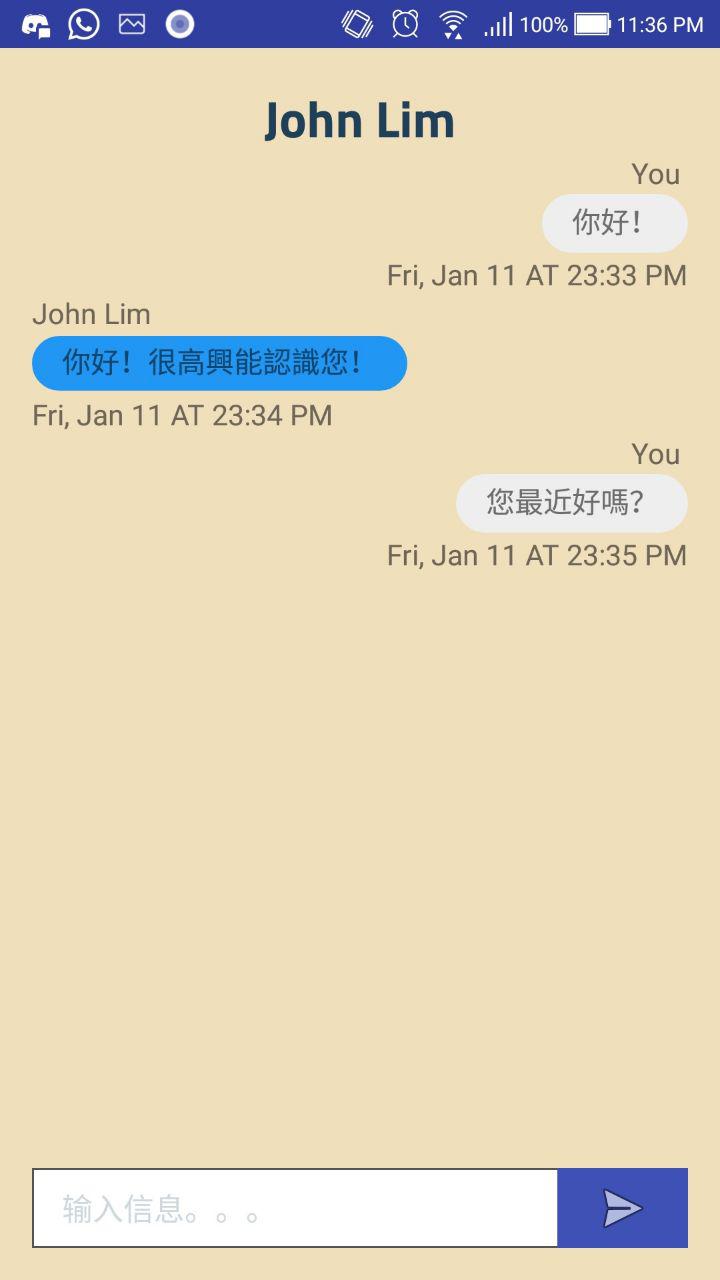 100% 11:36 PM
John Lim
You
你好！
Fri, Jan 11 AT 23:33 PM
John Lim
你好！很高興能認識您！
Fri, Jan 11 AT 23:34 PM
You
您最近好嗎？
Fri, Jan 11 AT 23:35 PM
输入信息。。。